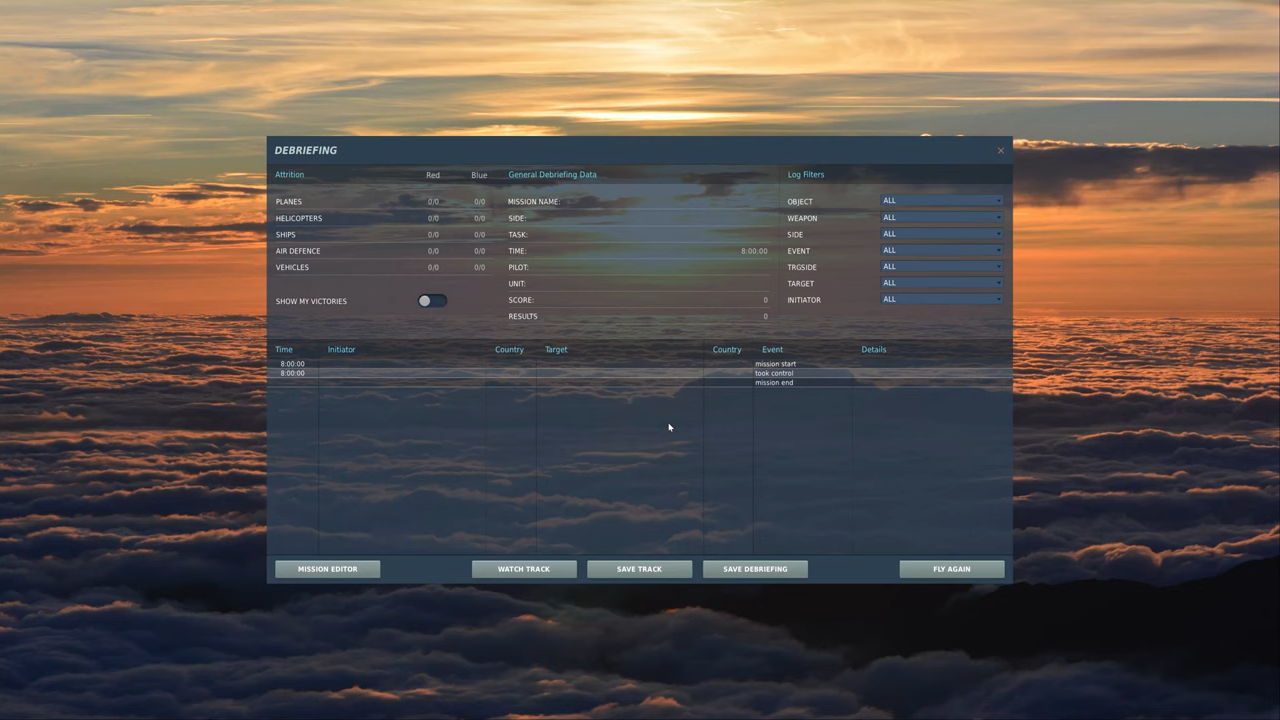 DEBRIEFING
Attrition Red Blue General Debriefing Data Log Filters
PLANES 0/0 0/0 MISSION NAME: OBJECT ALL
HELICOPTERS 0/0 0/0 SIDE: WEAPON ALL
SHIPS 0/0 0/0 TASK: SIDE ALL
AIR DEFENCE 0/0 0/0 TIME: 8:00:00 EVENT ALL
VEHICLES 0/0 0/0 PILOT: TRGSIDE ALL
UNIT: TARGET ALL
SHOW MY VICTORIES SCORE: 0 INITIATOR ALL
RESULTS 0
Time Initiator Country Target Country Event Details
8:00:00 mission start
8:00:00 took control
mission end
MISSION EDITOR WATCH TRACK SAVE TRACK SAVE DEBRIEFING FLY AGAIN